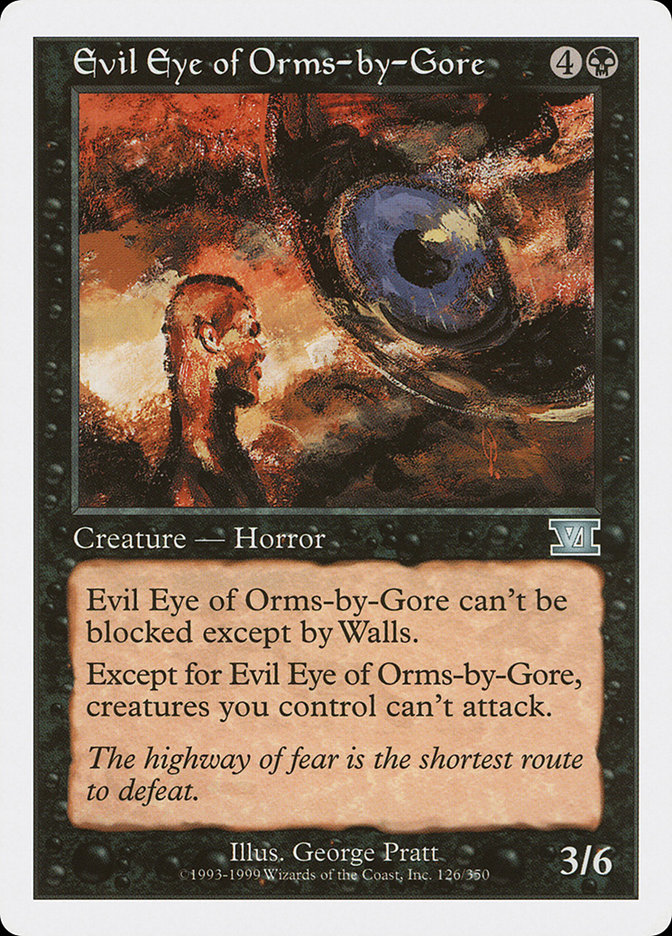 Evil Eye of Orms-by-Gore 4
VI
Creature — Horror
Evil Eye of Orms-by-Gore can't be
blocked except by Walls.
Except for Evil Eye of Orms-by-Gore,
creatures you control can't attack.
The highway of fear is the shortest route
to defeat.
Illus. George Pratt
©1993-1999 Wizards of the Coast, Inc. 126/350
3/6